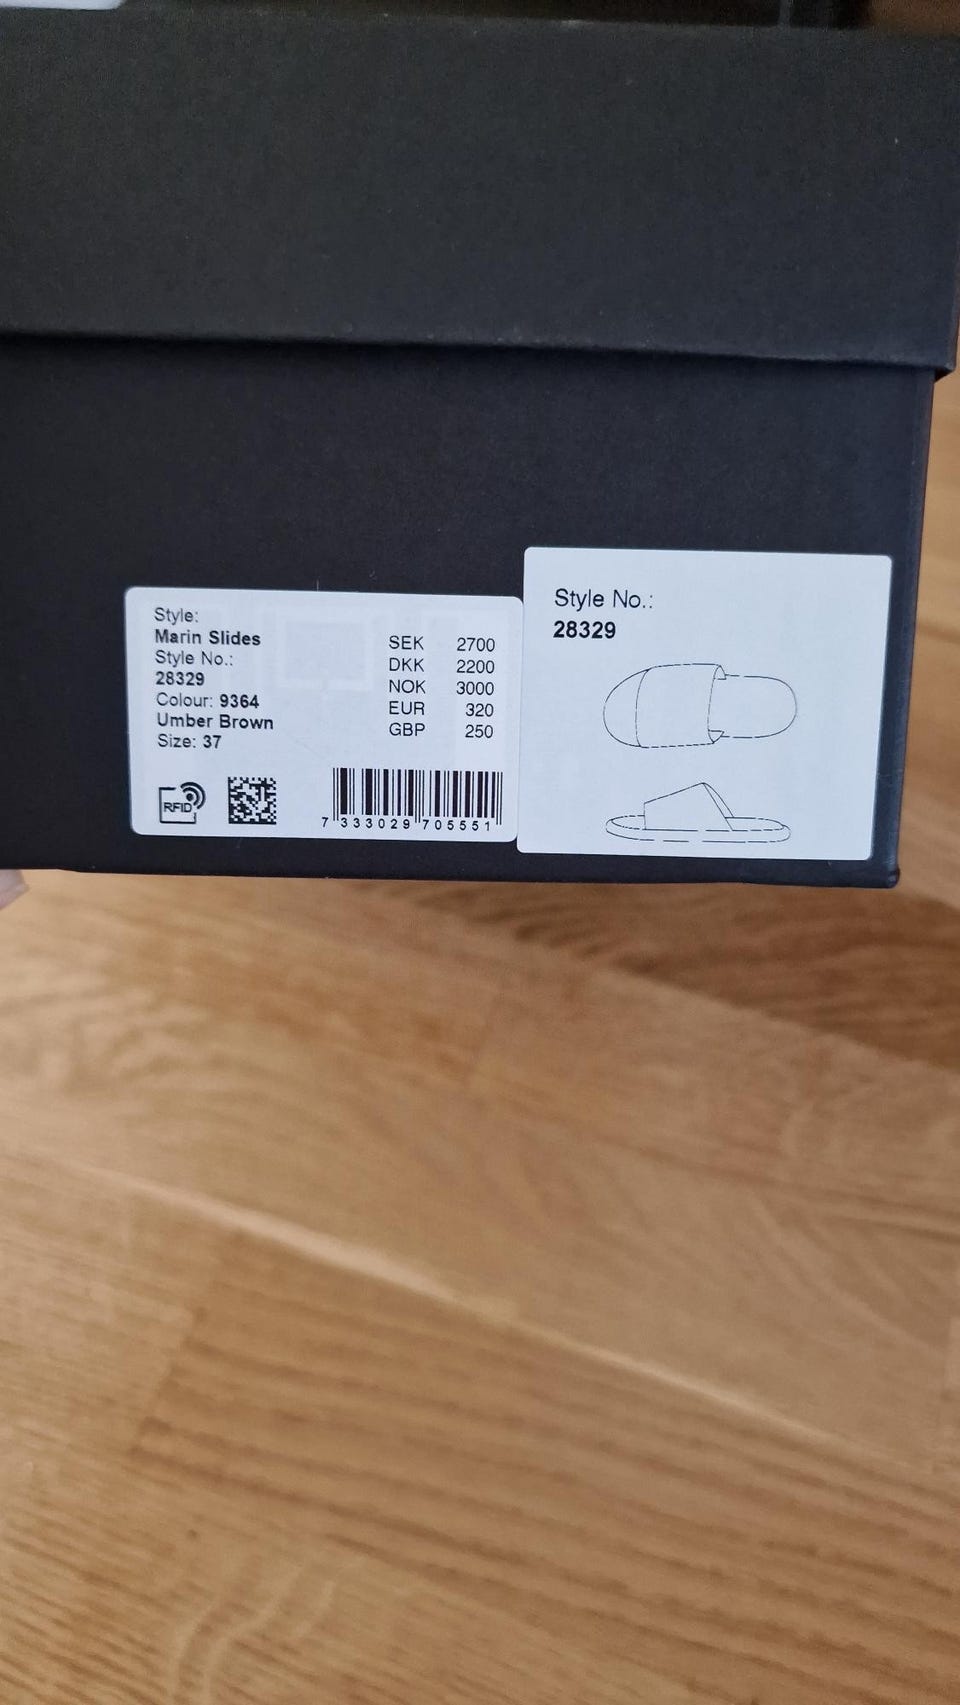 Style:
Marin Slides
Style No.:
28329
Colour: 9364
Umber Brown
Size: 37
SEK 2700
DKK 2200
NOK 3000
EUR 320
GBP 250
RFID
7 333029 705551
Style No.:
28329